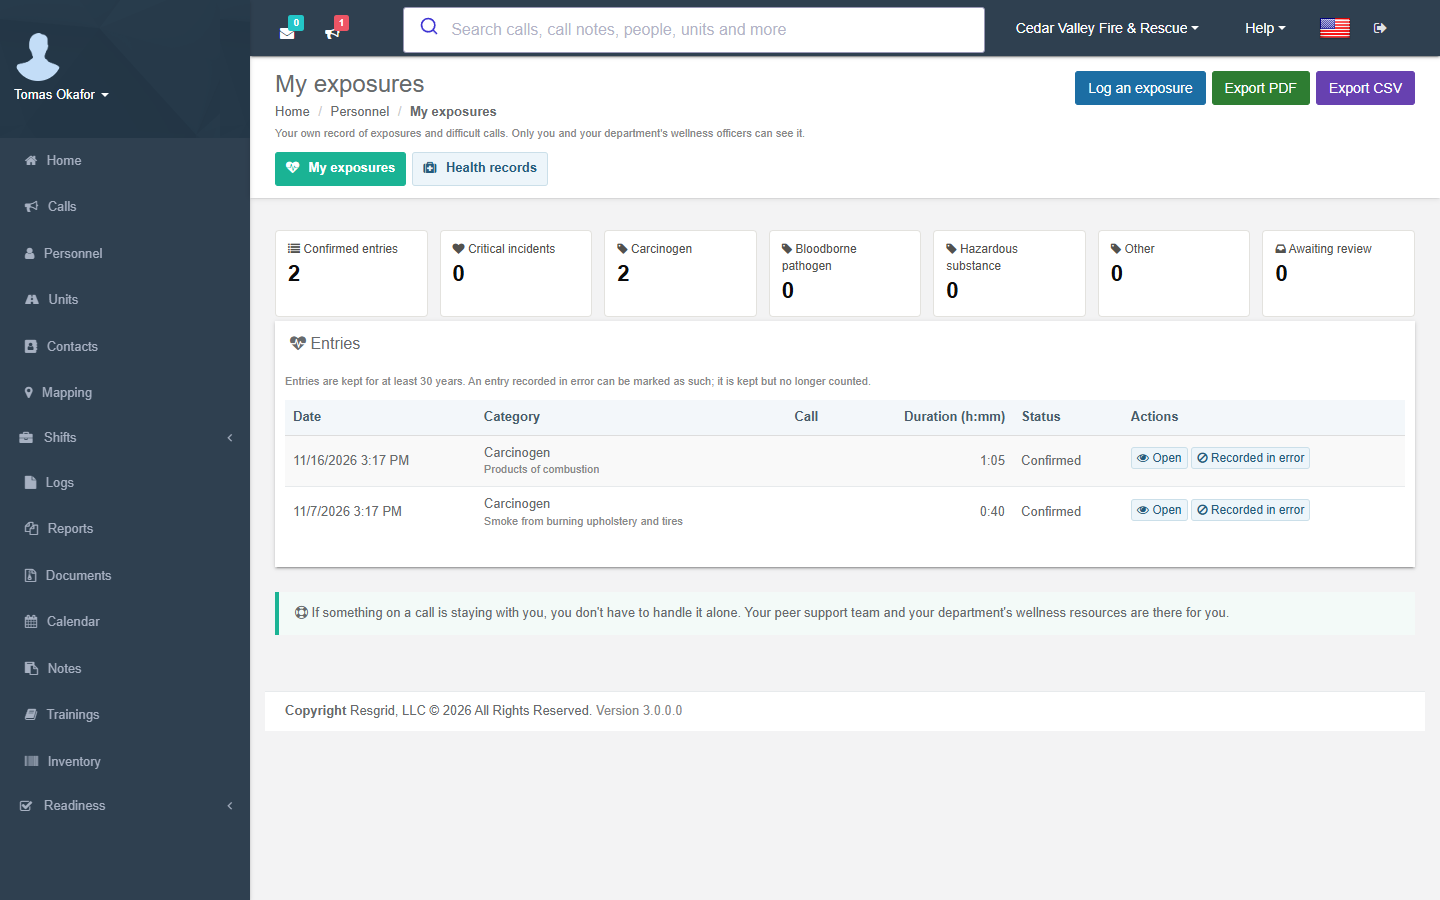 Tomas Okafor
0
1
Search calls, call notes, people, units and more
Cedar Valley Fire & Rescue
Help
Home
Calls
Personnel
Units
Contacts
Mapping
Shifts
Logs
Reports
Documents
Calendar
Notes
Trainings
Inventory
Readiness
My exposures
Home / Personnel / My exposures
Your own record of exposures and difficult calls. Only you and your department's wellness officers can see it.
Log an exposure
Export PDF
Export CSV
My exposures
Health records
Confirmed entries
2
Critical incidents
0
Carcinogen
2
Bloodborne
pathogen
0
Hazardous
substance
0
Other
0
Awaiting review
0
Entries
Entries are kept for at least 30 years. An entry recorded in error can be marked as such; it is kept but no longer counted.
Date Category Call Duration (h:mm) Status Actions
11/16/2026 3:17 PM Carcinogen 1:05 Confirmed Open Recorded in error
Products of combustion
11/7/2026 3:17 PM Carcinogen 0:40 Confirmed Open Recorded in error
Smoke from burning upholstery and tires
If something on a call is staying with you, you don't have to handle it alone. Your peer support team and your department's wellness resources are there for you.
Copyright Resgrid, LLC © 2026 All Rights Reserved. Version 3.0.0.0